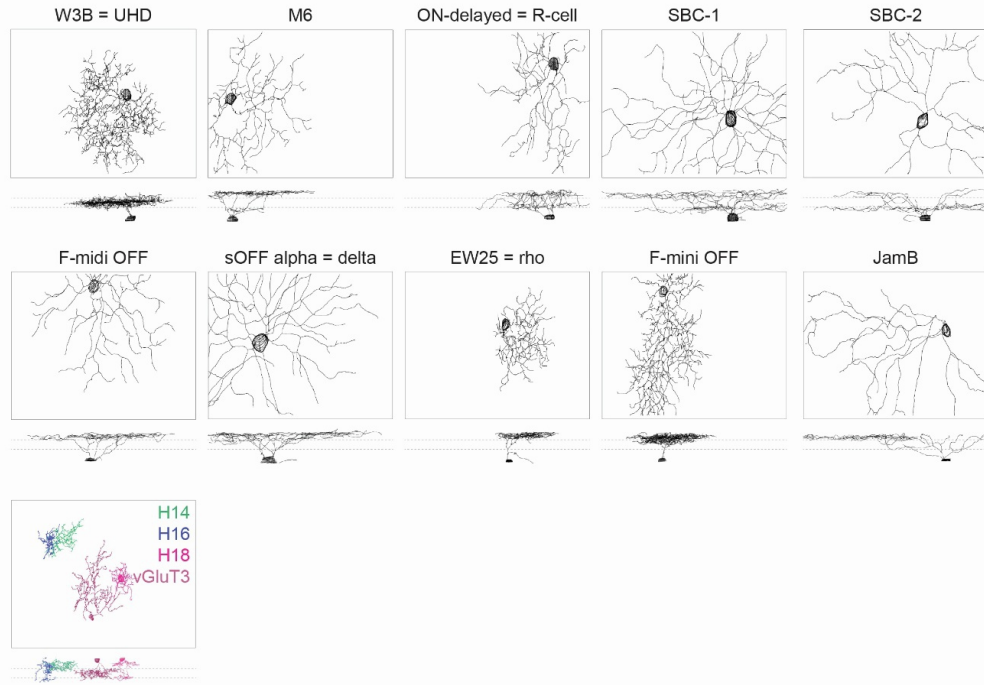 W3B = UHD
M6
ON-delayed = R-cell
SBC-1
SBC-2
F-midi OFF
sOFF alpha = delta
EW25 = rho
F-mini OFF
JamB
H14
H16
H18
vGluT3